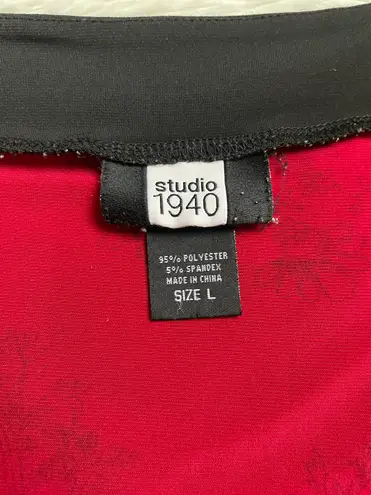 studio
1940
95% POLYESTER
5% SPANDEX
MADE IN CHINA
SIZE L